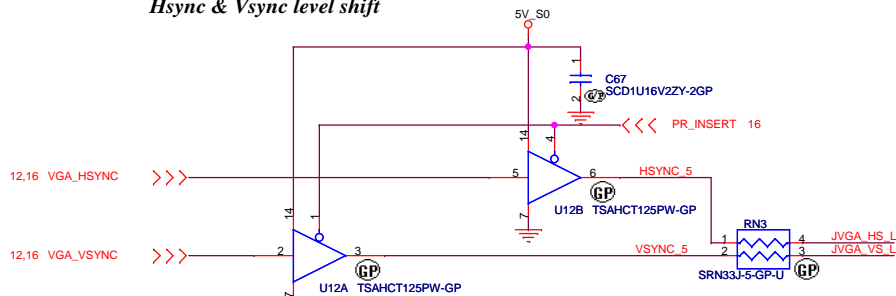 Hsync & Vsync level shift
5V_S0
1
C67
2
GP
SCD1U16V2ZY-2GP
14
4
PR_INSERT 16
12,16 VGA_HSYNC
5
6
HSYNC_5
GP
14
1
7
U12B TSAHCT125PW-GP
RN3
1
4
JVGA_HS_L
12,16 VGA_VSYNC
2
3
VSYNC_5
2
3
JVGA_VS_L
GP
SRN33J-5-GP-U
GP
7
U12A TSAHCT125PW-GP